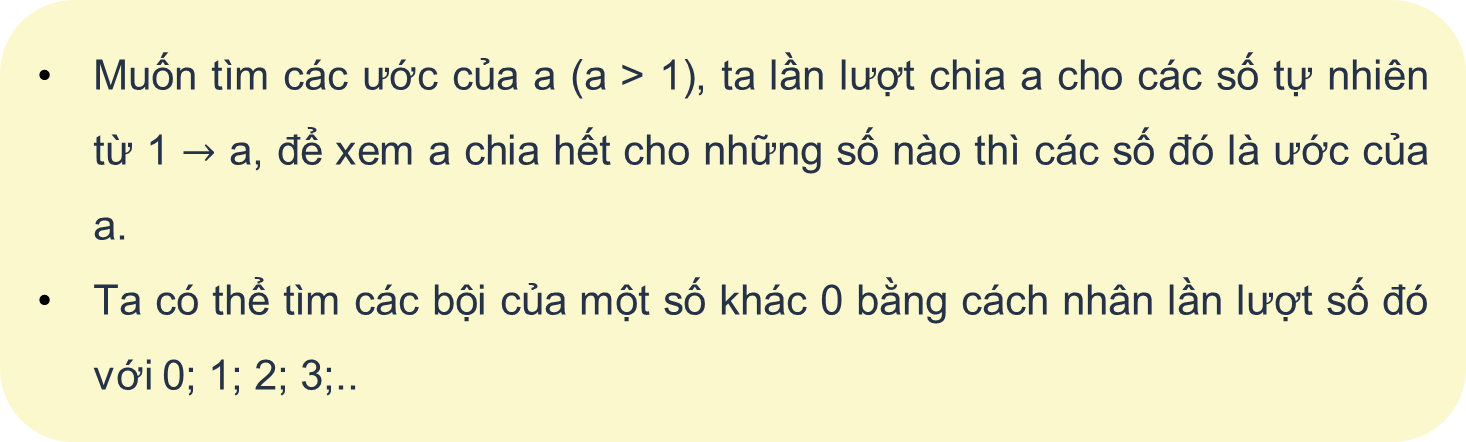 • Muốn tìm các ước của a (a > 1), ta lần lượt chia a cho các số tự nhiên
từ 1 → a, để xem a chia hết cho những số nào thì các số đó là ước của
a.
• Ta có thể tìm các bội của một số khác 0 bằng cách nhân lần lượt số đó
với 0; 1; 2; 3;..